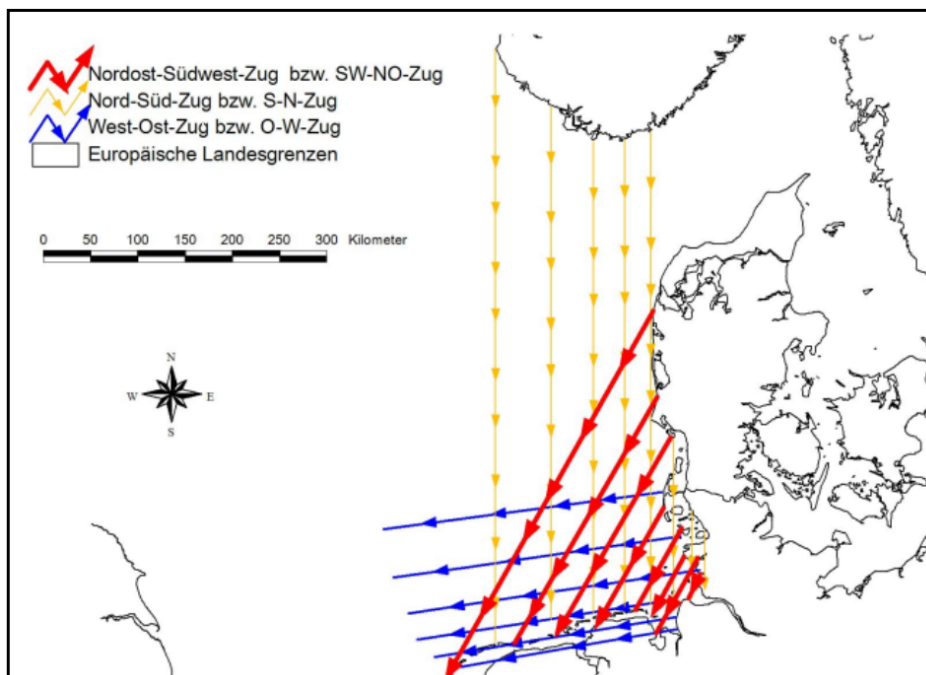 Nordost-Südwest-Zug bzw. SW-NO-Zug
Nord-Süd-Zug bzw. S-N-Zug
West-Ost-Zug bzw. O-W-Zug
Europäische Landesgrenzen
0 50 100 150 200 250 300 Kilometer
N
W E
S